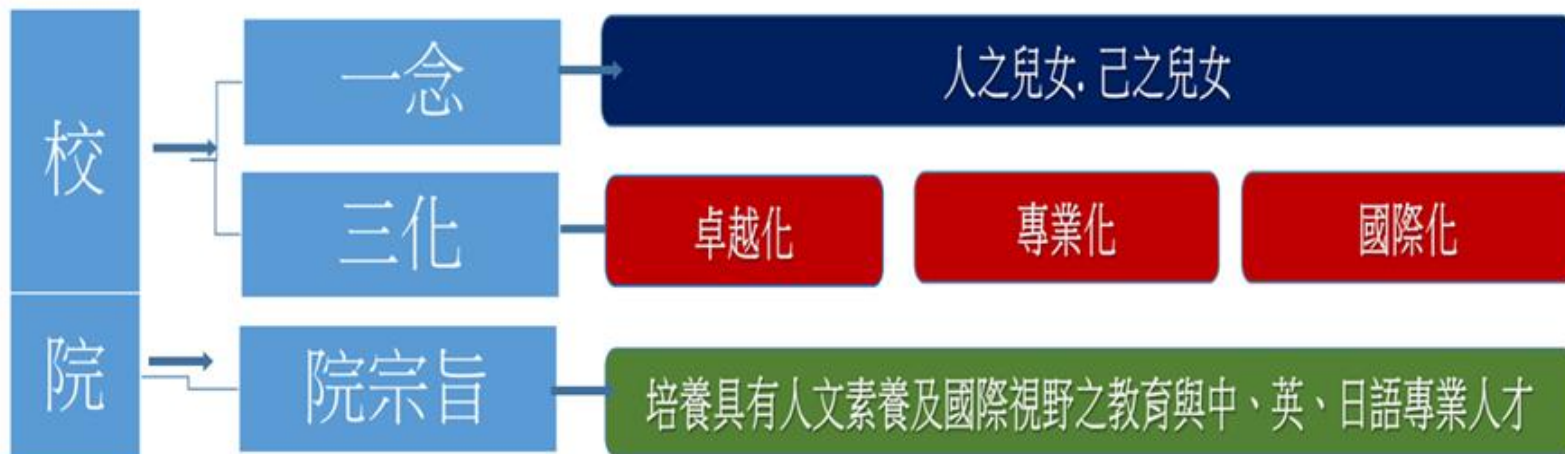 校
一念
人之兒女. 己之兒女
三化
卓越化
專業化
國際化
院
院宗旨
培養具有人文素養及國際視野之教育與中、英、日語專業人才